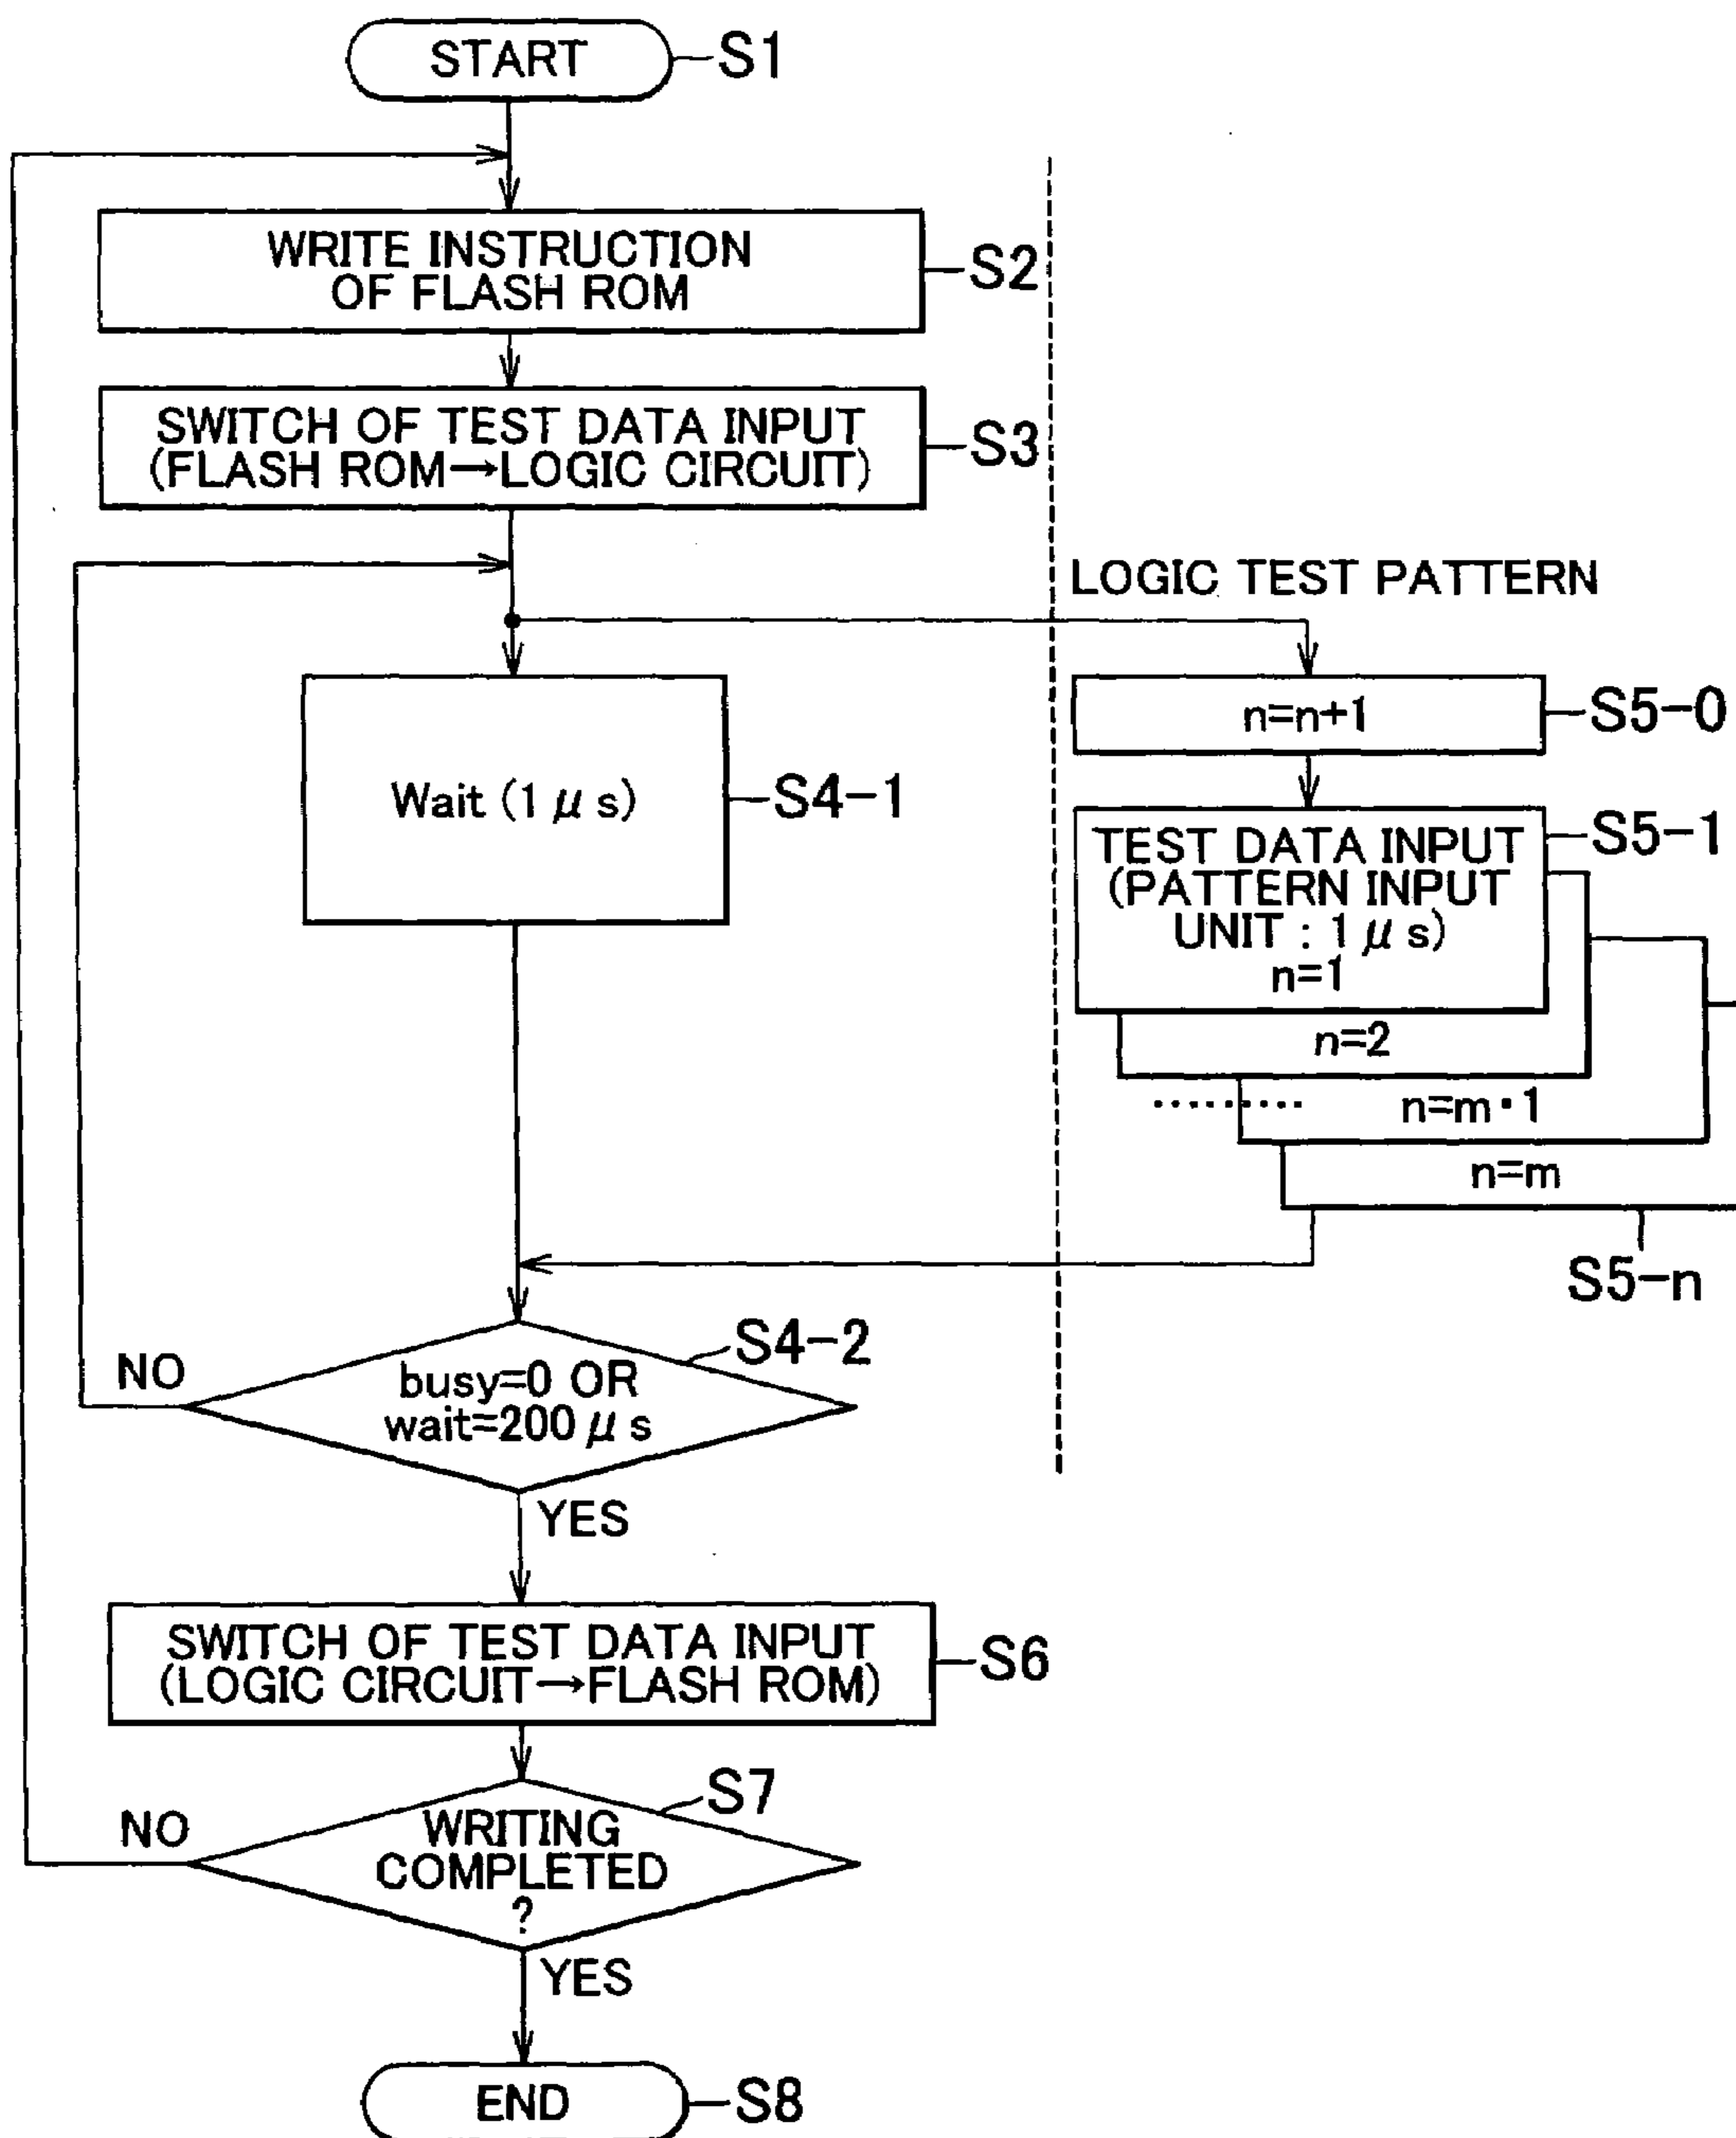 START
S1
WRITE INSTRUCTION
OF FLASH ROM
S2
SWITCH OF TEST DATA INPUT
(FLASH ROM→LOGIC CIRCUIT)
S3
LOGIC TEST PATTERN
n=n+1
S5-0
Wait (1 μ s)
S4-1
TEST DATA INPUT
(PATTERN INPUT
UNIT : 1 μ s)
n=1
S5-1
n=2
......... n=m·1
n=m
S5-n
S4-2
NO
busy=0 OR
wait=200 μ s
YES
SWITCH OF TEST DATA INPUT
(LOGIC CIRCUIT→FLASH ROM)
S6
S7
NO
WRITING
COMPLETED
?
YES
END
S8